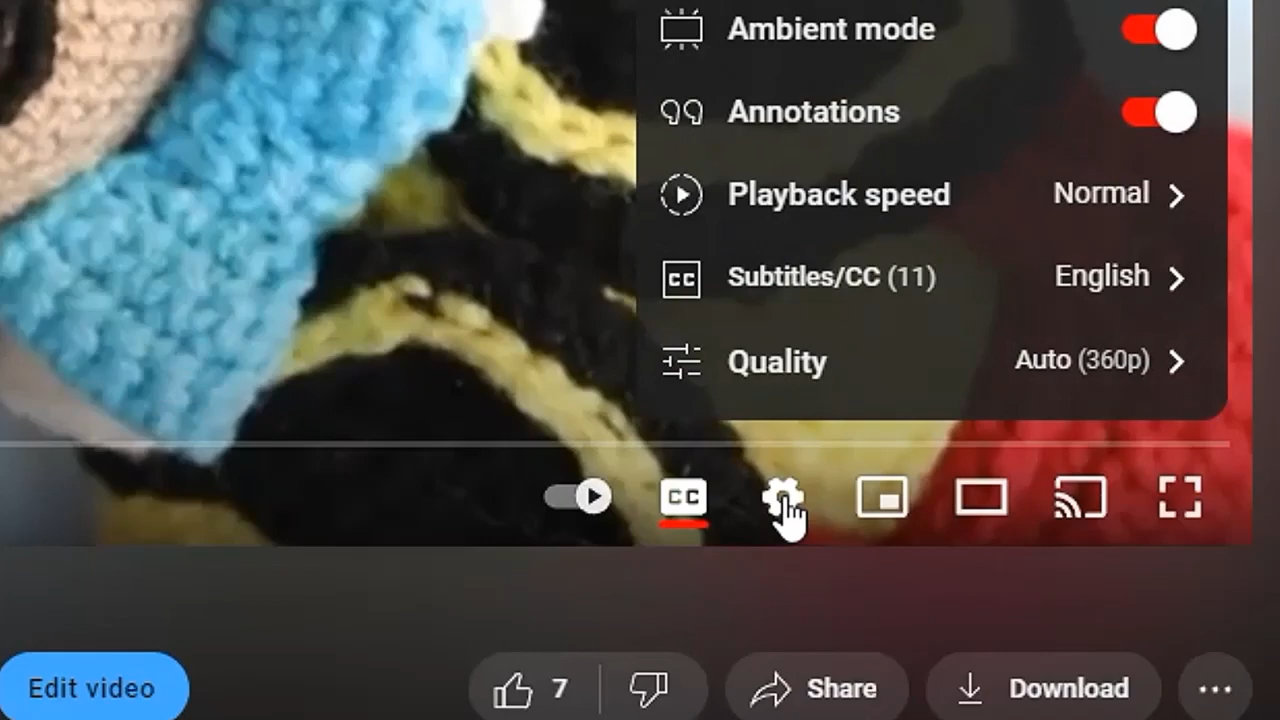 Ambient mode
Annotations
Playback speed Normal
Subtitles/CC (11) English
Quality Auto (360p)
CC
Edit video 7 Share Download